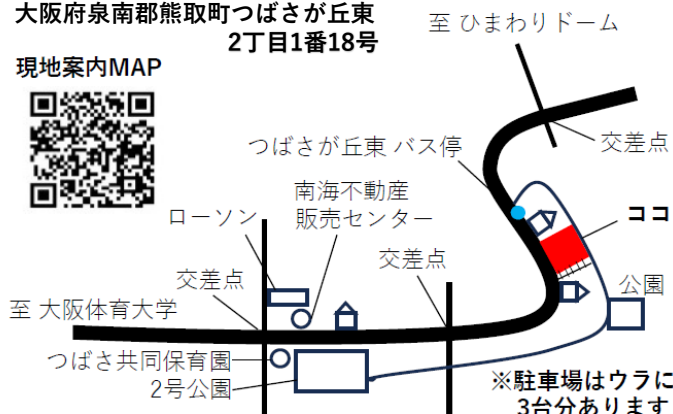 大阪府泉南郡熊取町つばさが丘東
2丁目1番18号
現地案内MAP
至 ひまわりドーム
交差点
つばさが丘東 バス停
南海不動産
販売センター
ローソン
ココ
交差点
交差点
公園
至 大阪体育大学
つばさ共同保育園
2号公園
※駐車場はウラに
3台分あります